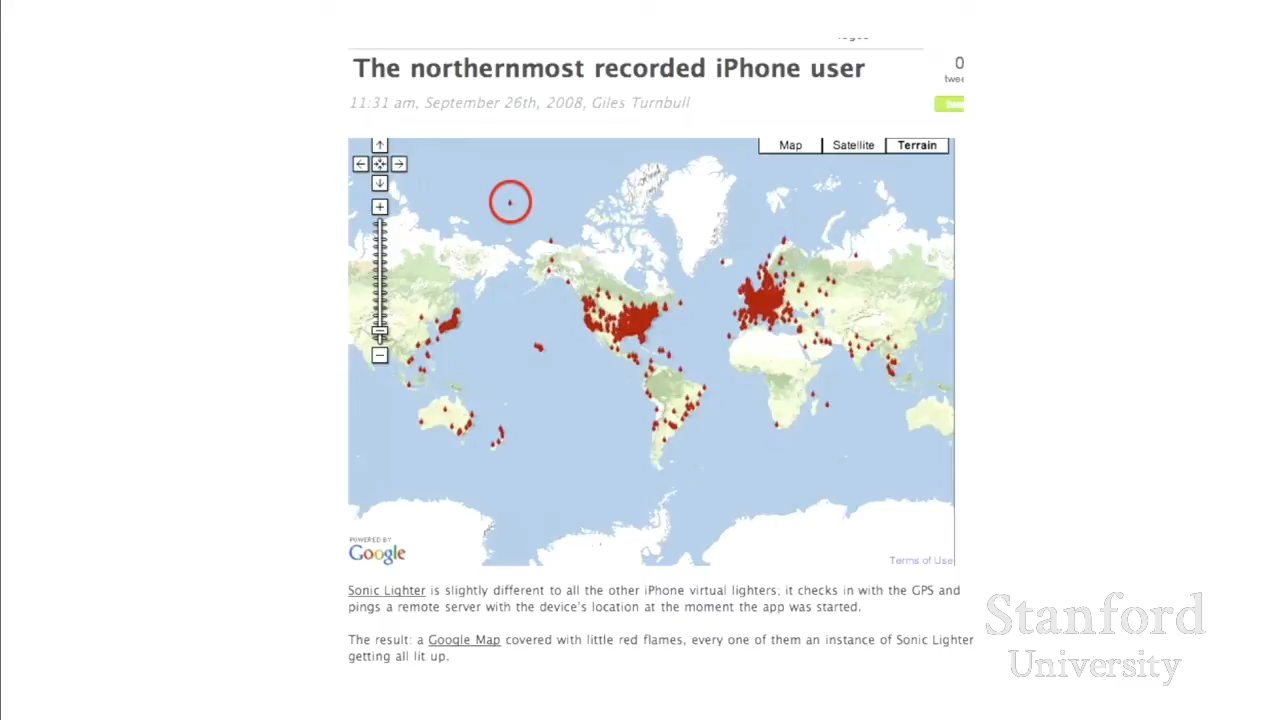 The northernmost recorded iPhone user
0
11:31 am, September 26th, 2008, Giles Turnbull
Map Satellite Terrain
POWERED BY
Google
Terms of Use
Sonic Lighter is slightly different to all the other iPhone virtual lighters; it checks in with the GPS and
pings a remote server with the device's location at the moment the app was started.
The result: a Google Map covered with little red flames, every one of them an instance of Sonic Lighter
getting all lit up.
Stanford
University